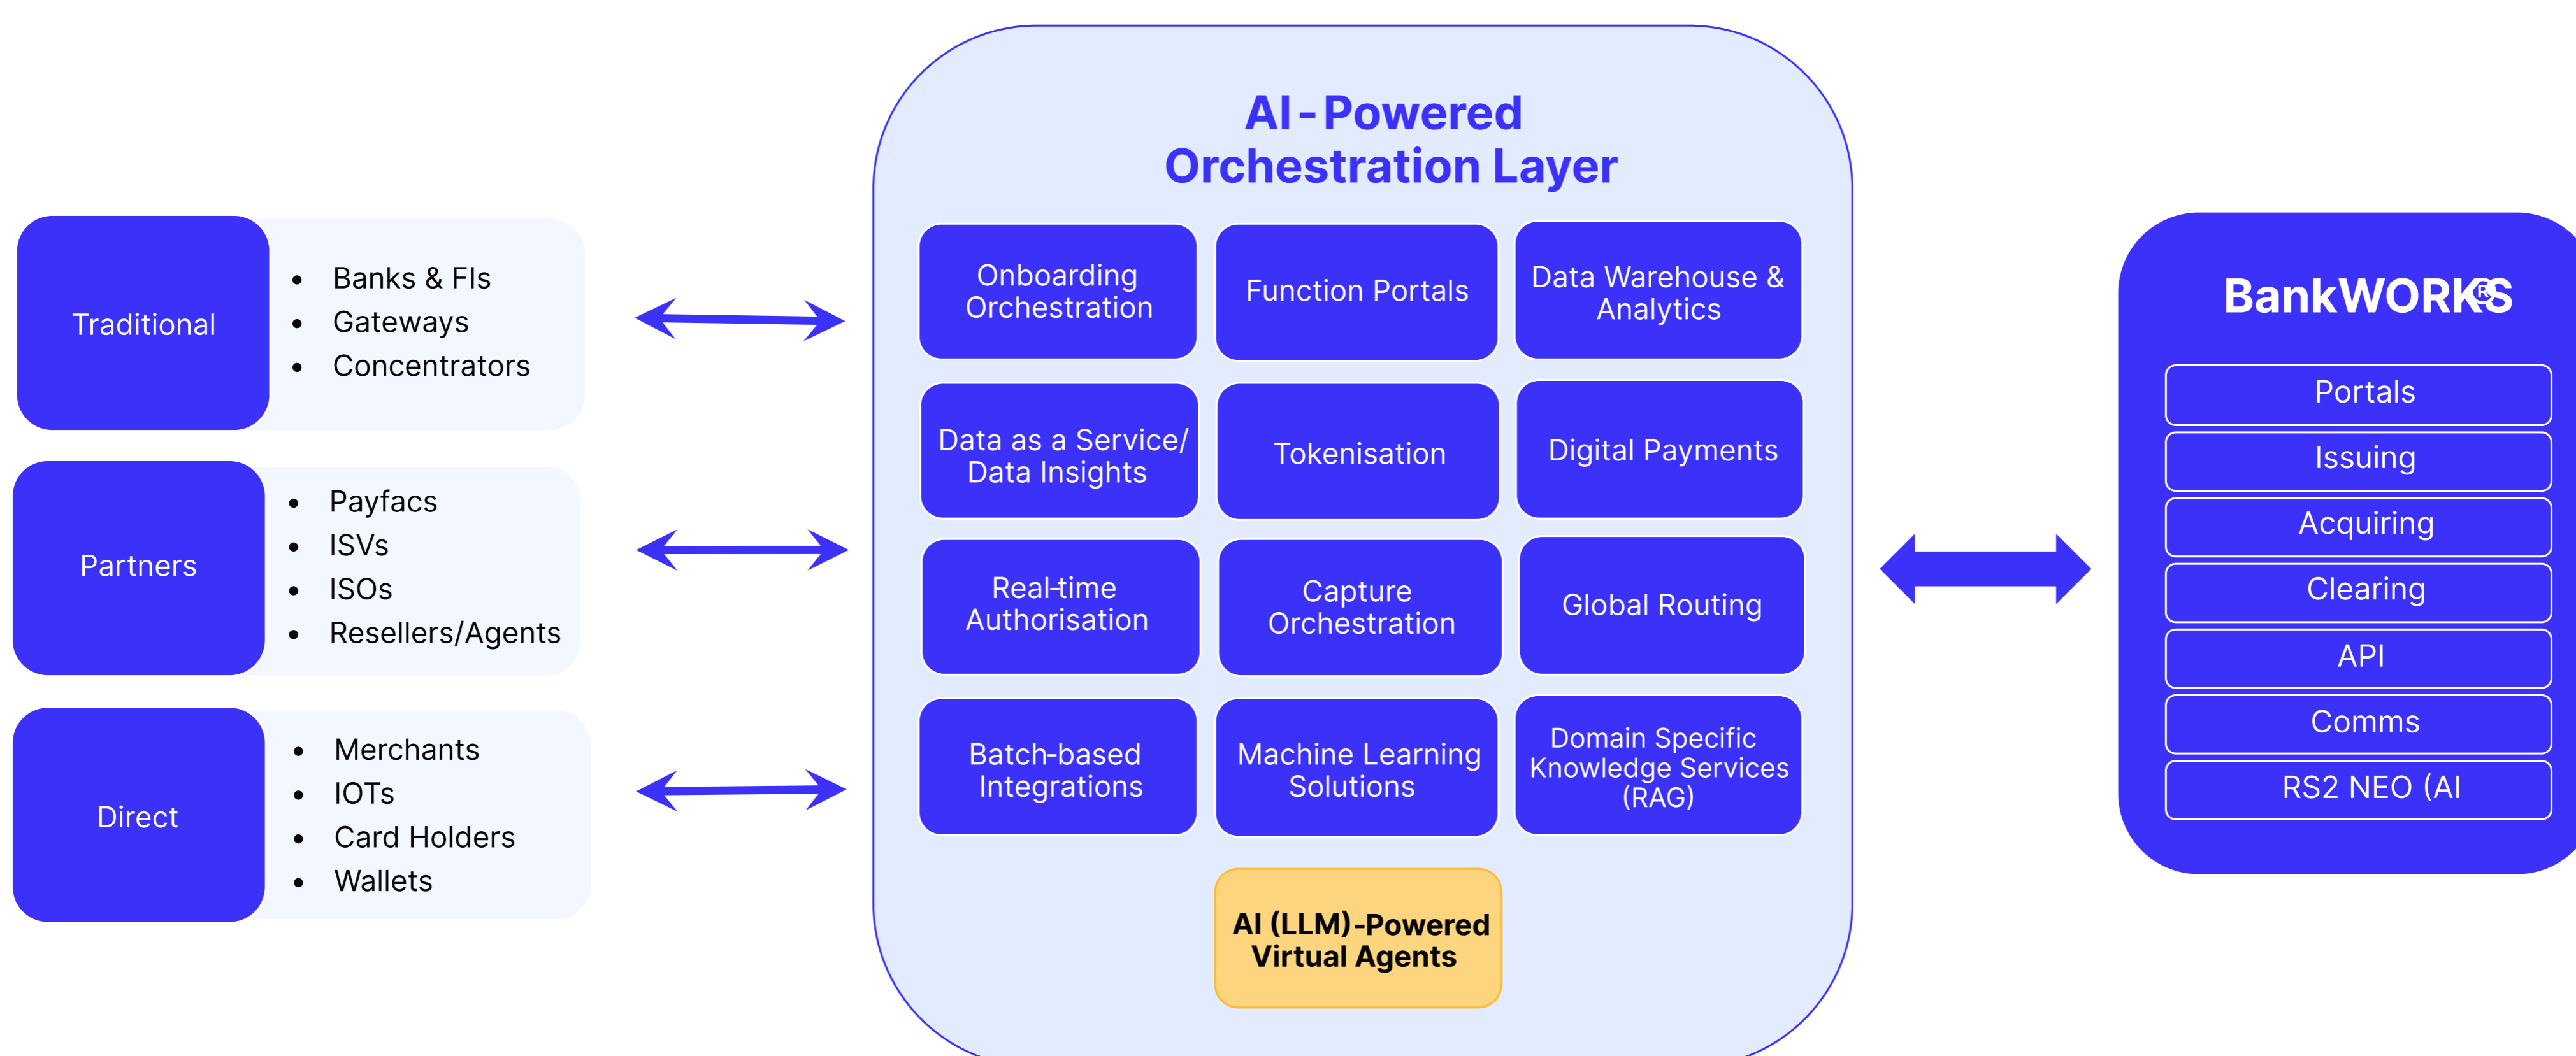 Traditional
• Banks & FIs
• Gateways
• Concentrators
Partners
• Payfacs
• ISVs
• ISOs
• Resellers/Agents
Direct
• Merchants
• IOTs
• Card Holders
• Wallets
AI-Powered
Orchestration Layer
Onboarding
Orchestration
Function Portals
Data Warehouse &
Analytics
Data as a Service/
Data Insights
Tokenisation
Digital Payments
Real-time
Authorisation
Capture
Orchestration
Global Routing
Batch-based
Integrations
Machine Learning
Solutions
Domain Specific
Knowledge Services
(RAG)
AI (LLM)-Powered
Virtual Agents
BankWORKS®
Portals
Issuing
Acquiring
Clearing
API
Comms
RS2 NEO (AI